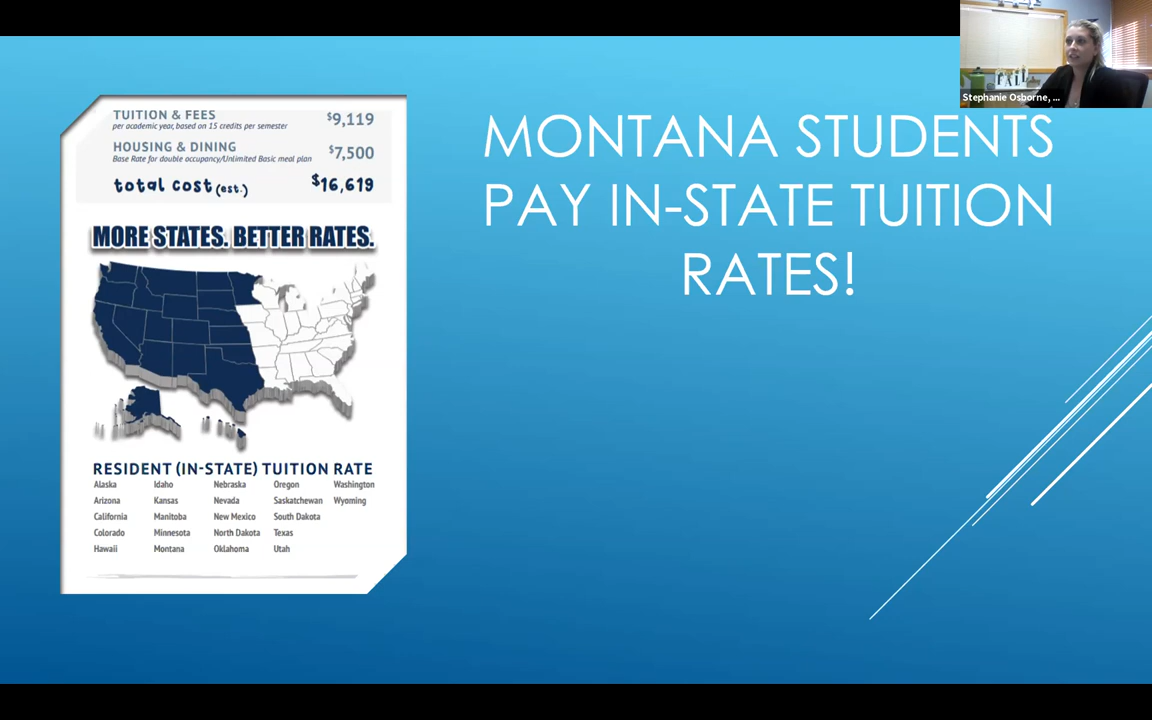 Stephanie Osborne, ...
MONTANA STUDENTS
PAY IN-STATE TUITION
RATES!
TUITION & FEES
per academic year, based on 15 credits per semester
$9,119
HOUSING & DINING
Base Rate for double occupancy/Unlimited Basic meal plan
$7,500
total cost (est.)
$16,619
MORE STATES. BETTER RATES.
RESIDENT (IN-STATE) TUITION RATE
Alaska Idaho Nebraska Oregon Washington
Arizona Kansas Nevada Saskatchewan Wyoming
California Manitoba New Mexico South Dakota
Colorado Minnesota North Dakota Texas
Hawaii Montana Oklahoma Utah